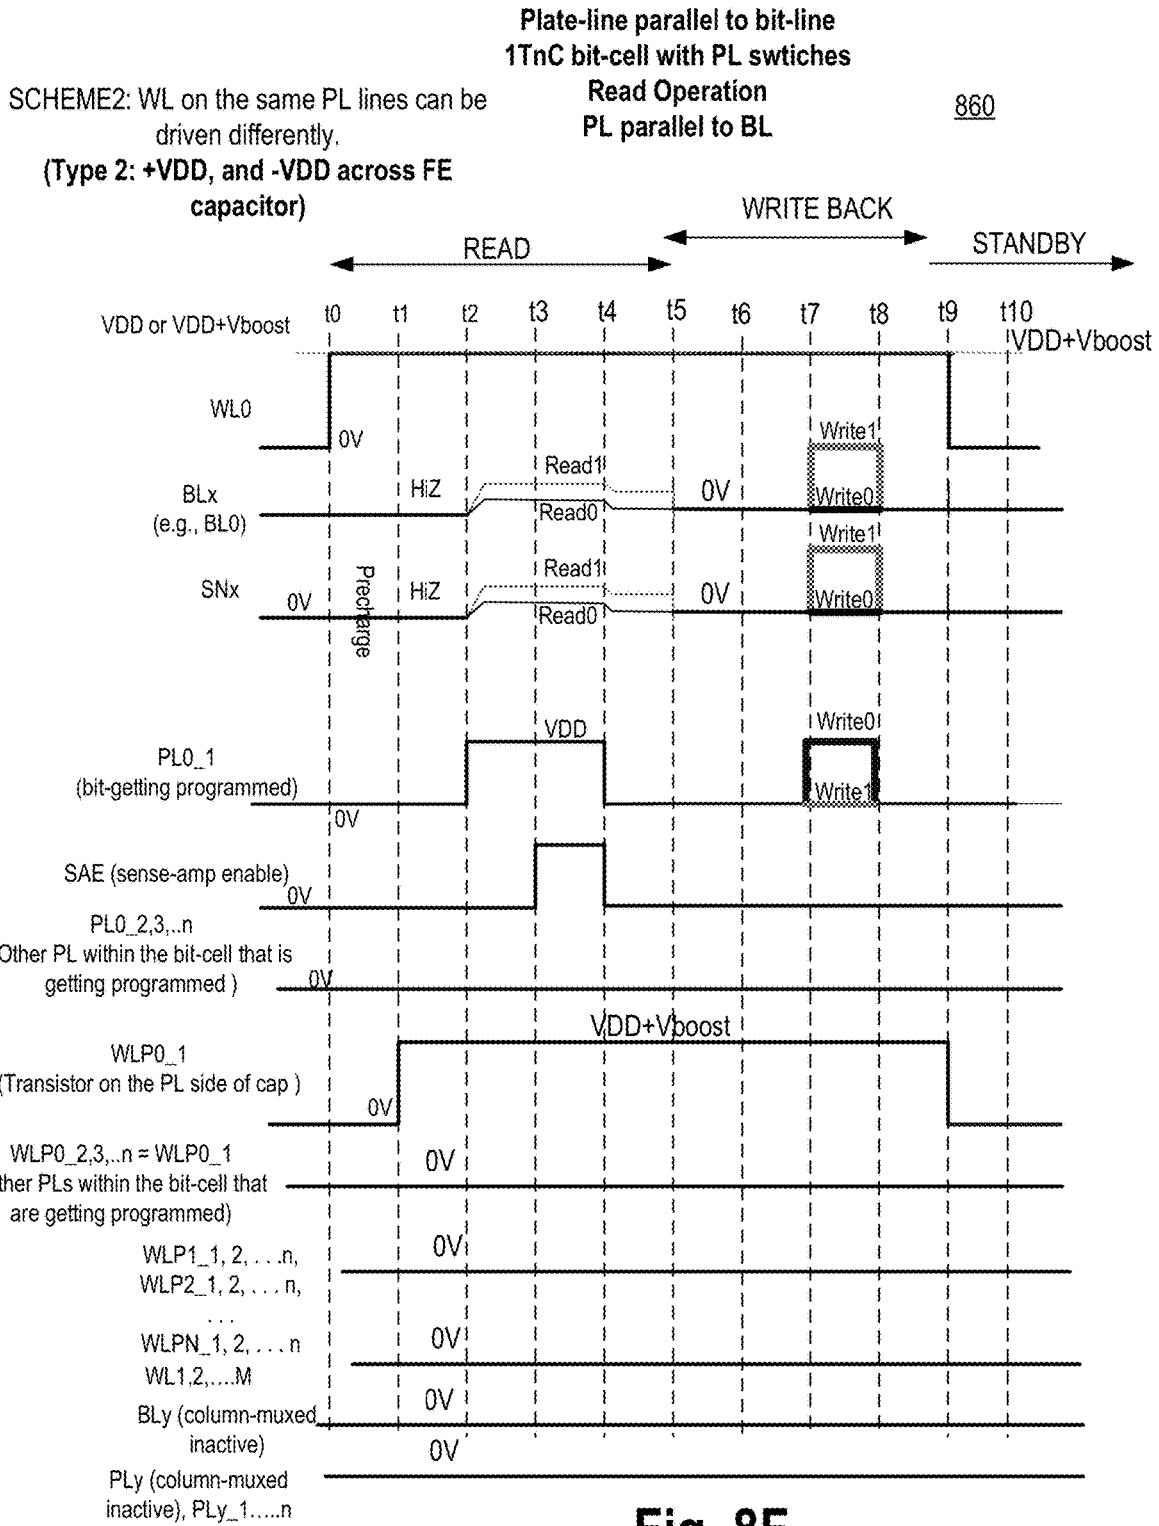 Plate-line parallel to bit-line
1TnC bit-cell with PL swtiches
Read Operation
PL parallel to BL
860
SCHEME2: WL on the same PL lines can be
driven differently.
(Type 2: +VDD, and -VDD across FE
capacitor)
WRITE BACK
READ
STANDBY
t0 t1 t2 t3 t4 t5 t6 t7 t8 t9 t10
VDD or VDD+Vboost
VDD+Vboost
WL0
0V
Write1
Read1
HiZ
0V
BLx
Write0
Read0
(e.g., BL0)
Write1
Read1
Precharge
SNx
0V
HiZ
0V
Write0
Read0
Write0
VDD
PL0_1
(bit-getting programmed)
Write1
0V
SAE (sense-amp enable)
0V
PL0_2,3,..n
Other PL within the bit-cell that is
getting programmed )
0V
VDD+Vboost
WLP0_1
(Transistor on the PL side of cap )
0V
WLP0_2,3,..n = WLP0_1
0V
ther PLs within the bit-cell that
are getting programmed)
WLP1_1, 2, . . .n,
0V
WLP2_1, 2, . . . n,
. . .
WLPN_1, 2, . . . n
0V
WL1,2,....M
0V
BLy (column-muxed
inactive)
0V
PLy (column-muxed
inactive), PLy_1.....n